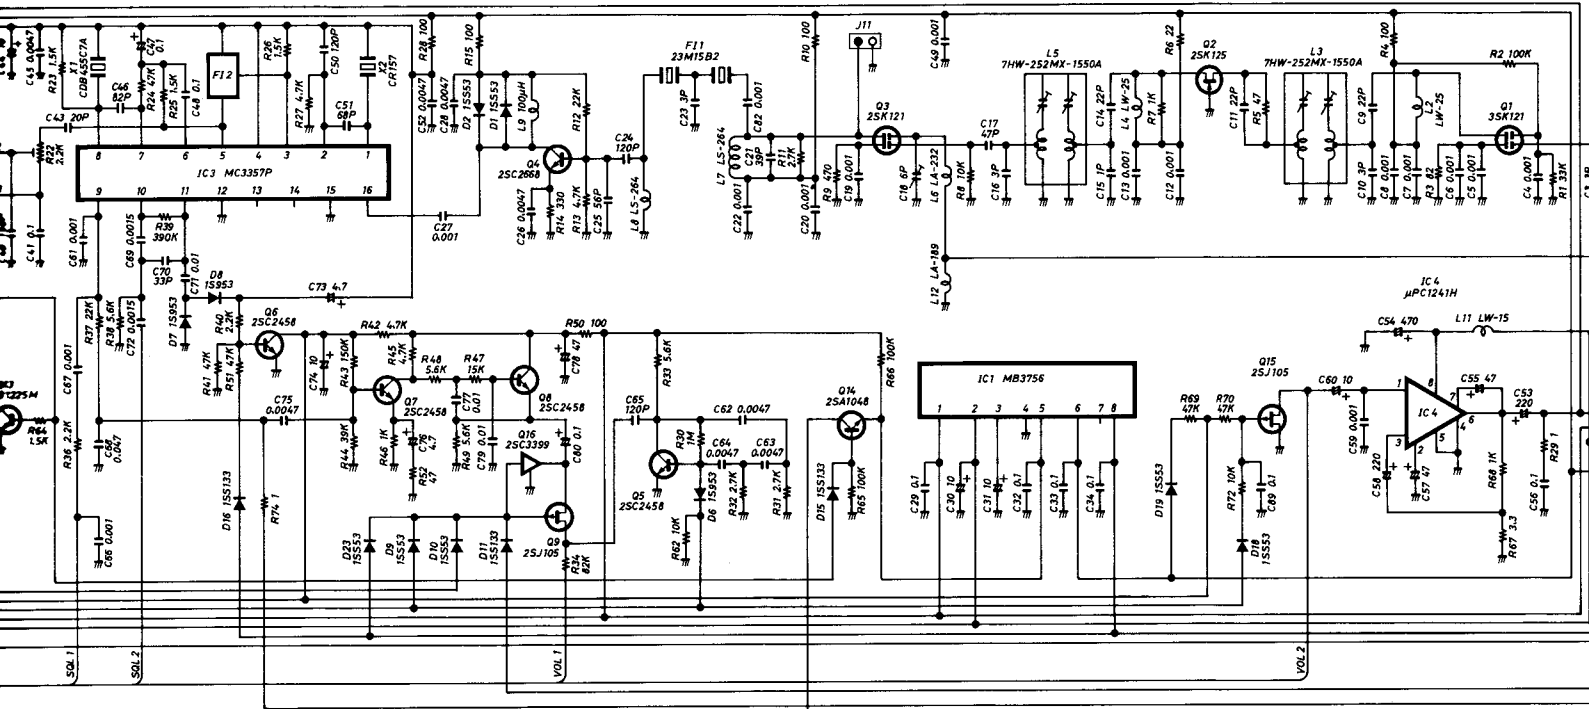 C45 0.0047
R23 1.5K
X1
CDB455C7A
C47
0.1
C46
82P
R24 47K
R25 1.5K
C48 0.1
FI2
R26
1.5K
R27 4.7K
C50 120P
C51
68P
X2
CR157
C43 20P
R22
2.2K
R28 100
C52 0.0047
C28 0.0047
R15 100
D2 1SS53
D1 1SS53
L9 100µH
R12 22K
Q4
2SC2668
C24
120P
FI1
23M15B2
C23 3P
C82 0.001
R10 100
J11
C49 0.001
L5
7HW-252MX-1550A
Q3
2SK121
C17
47P
C14 22P
L4 LW-25
R7 1K
R6 22
Q2
2SK125
L3
7HW-252MX-1550A
C11 22P
R5 47
C9 22P
R4 100
L2
LW-25
R2 100K
Q1
3SK121
8 7 6 5 4 3 2 1
IC3 MC3357P
9 10 11 12 13 14 15 16
L7 LS-264
C21
39P
R11
2.7K
C22 0.001
C20 0.001
R9 470
C19 0.001
C18 6P
L6 LA-232
R8 10K
C16 3P
C15 1P
C13 0.001
C12 0.001
C10 3P
C8 0.001
C7 0.001
R3 82
C6 0.001
C5 0.001
C4 0.001
R1 33K
C41 0.1
C61 0.001
C69 0.0015
R39
390K
C70
33P
C71 0.01
C27
0.001
C26 0.0047
R14 330
R13 4.7K
C25 56P
L8 LS-264
L12 LA-189
D8
1S953
C73 4.7
R37 22K
R38 5.6K
C72 0.0015
D7 1S953
R40
2.2K
Q6
2SC2458
R41 47K
R51 47K
C74 10
R43 150K
R42 4.7K
R45
4.7K
R48
5.6K
R47
15K
C78 47
R50 100
R33 5.6K
R66 100K
Q7
2SC2458
C77
0.01
Q8
2SC2458
C67 0.001
1225M
R64
1.5K
R36 2.2K
C68
0.047
C75
0.0047
R44 39K
R46 1K
C76
4.7
R52
47
R49 5.6K
C79 0.01
Q16
2SC3399
C80 0.1
C65
120P
R30
1M
C62 0.0047
C64
0.0047
C63
0.0047
Q5
2SC2458
D6 1S953
R32 2.7K
R31 2.7K
R62 10K
Q14
2SA1048
D15 1SS133
R65 100K
IC1 MB3756
1 2 3 4 5 6 7 8
C29 0.1
C30 10
C31 10
C32 0.1
C33 0.1
C34 0.1
IC4
µPC1241H
C54 470
L11 LW-15
Q15
2SJ105
R69
47K
R70
47K
C60 10
C59 0.001
1
8
7
6
IC4
3
2
5
4
C55 47
C53
220
C58 220
C57 47
R68 1K
R29 1
C56 0.1
R67 3.3
D19 1SS53
R72 10K
C89 0.1
D18
1SS53
D16 1SS133
R74 1
C66 0.001
D23
1SS53
D9
1SS53
D10
1SS53
D11
1SS133
Q9
2SJ105
R34
82K
SQL 1
SQL 2
VOL 1
VOL 2